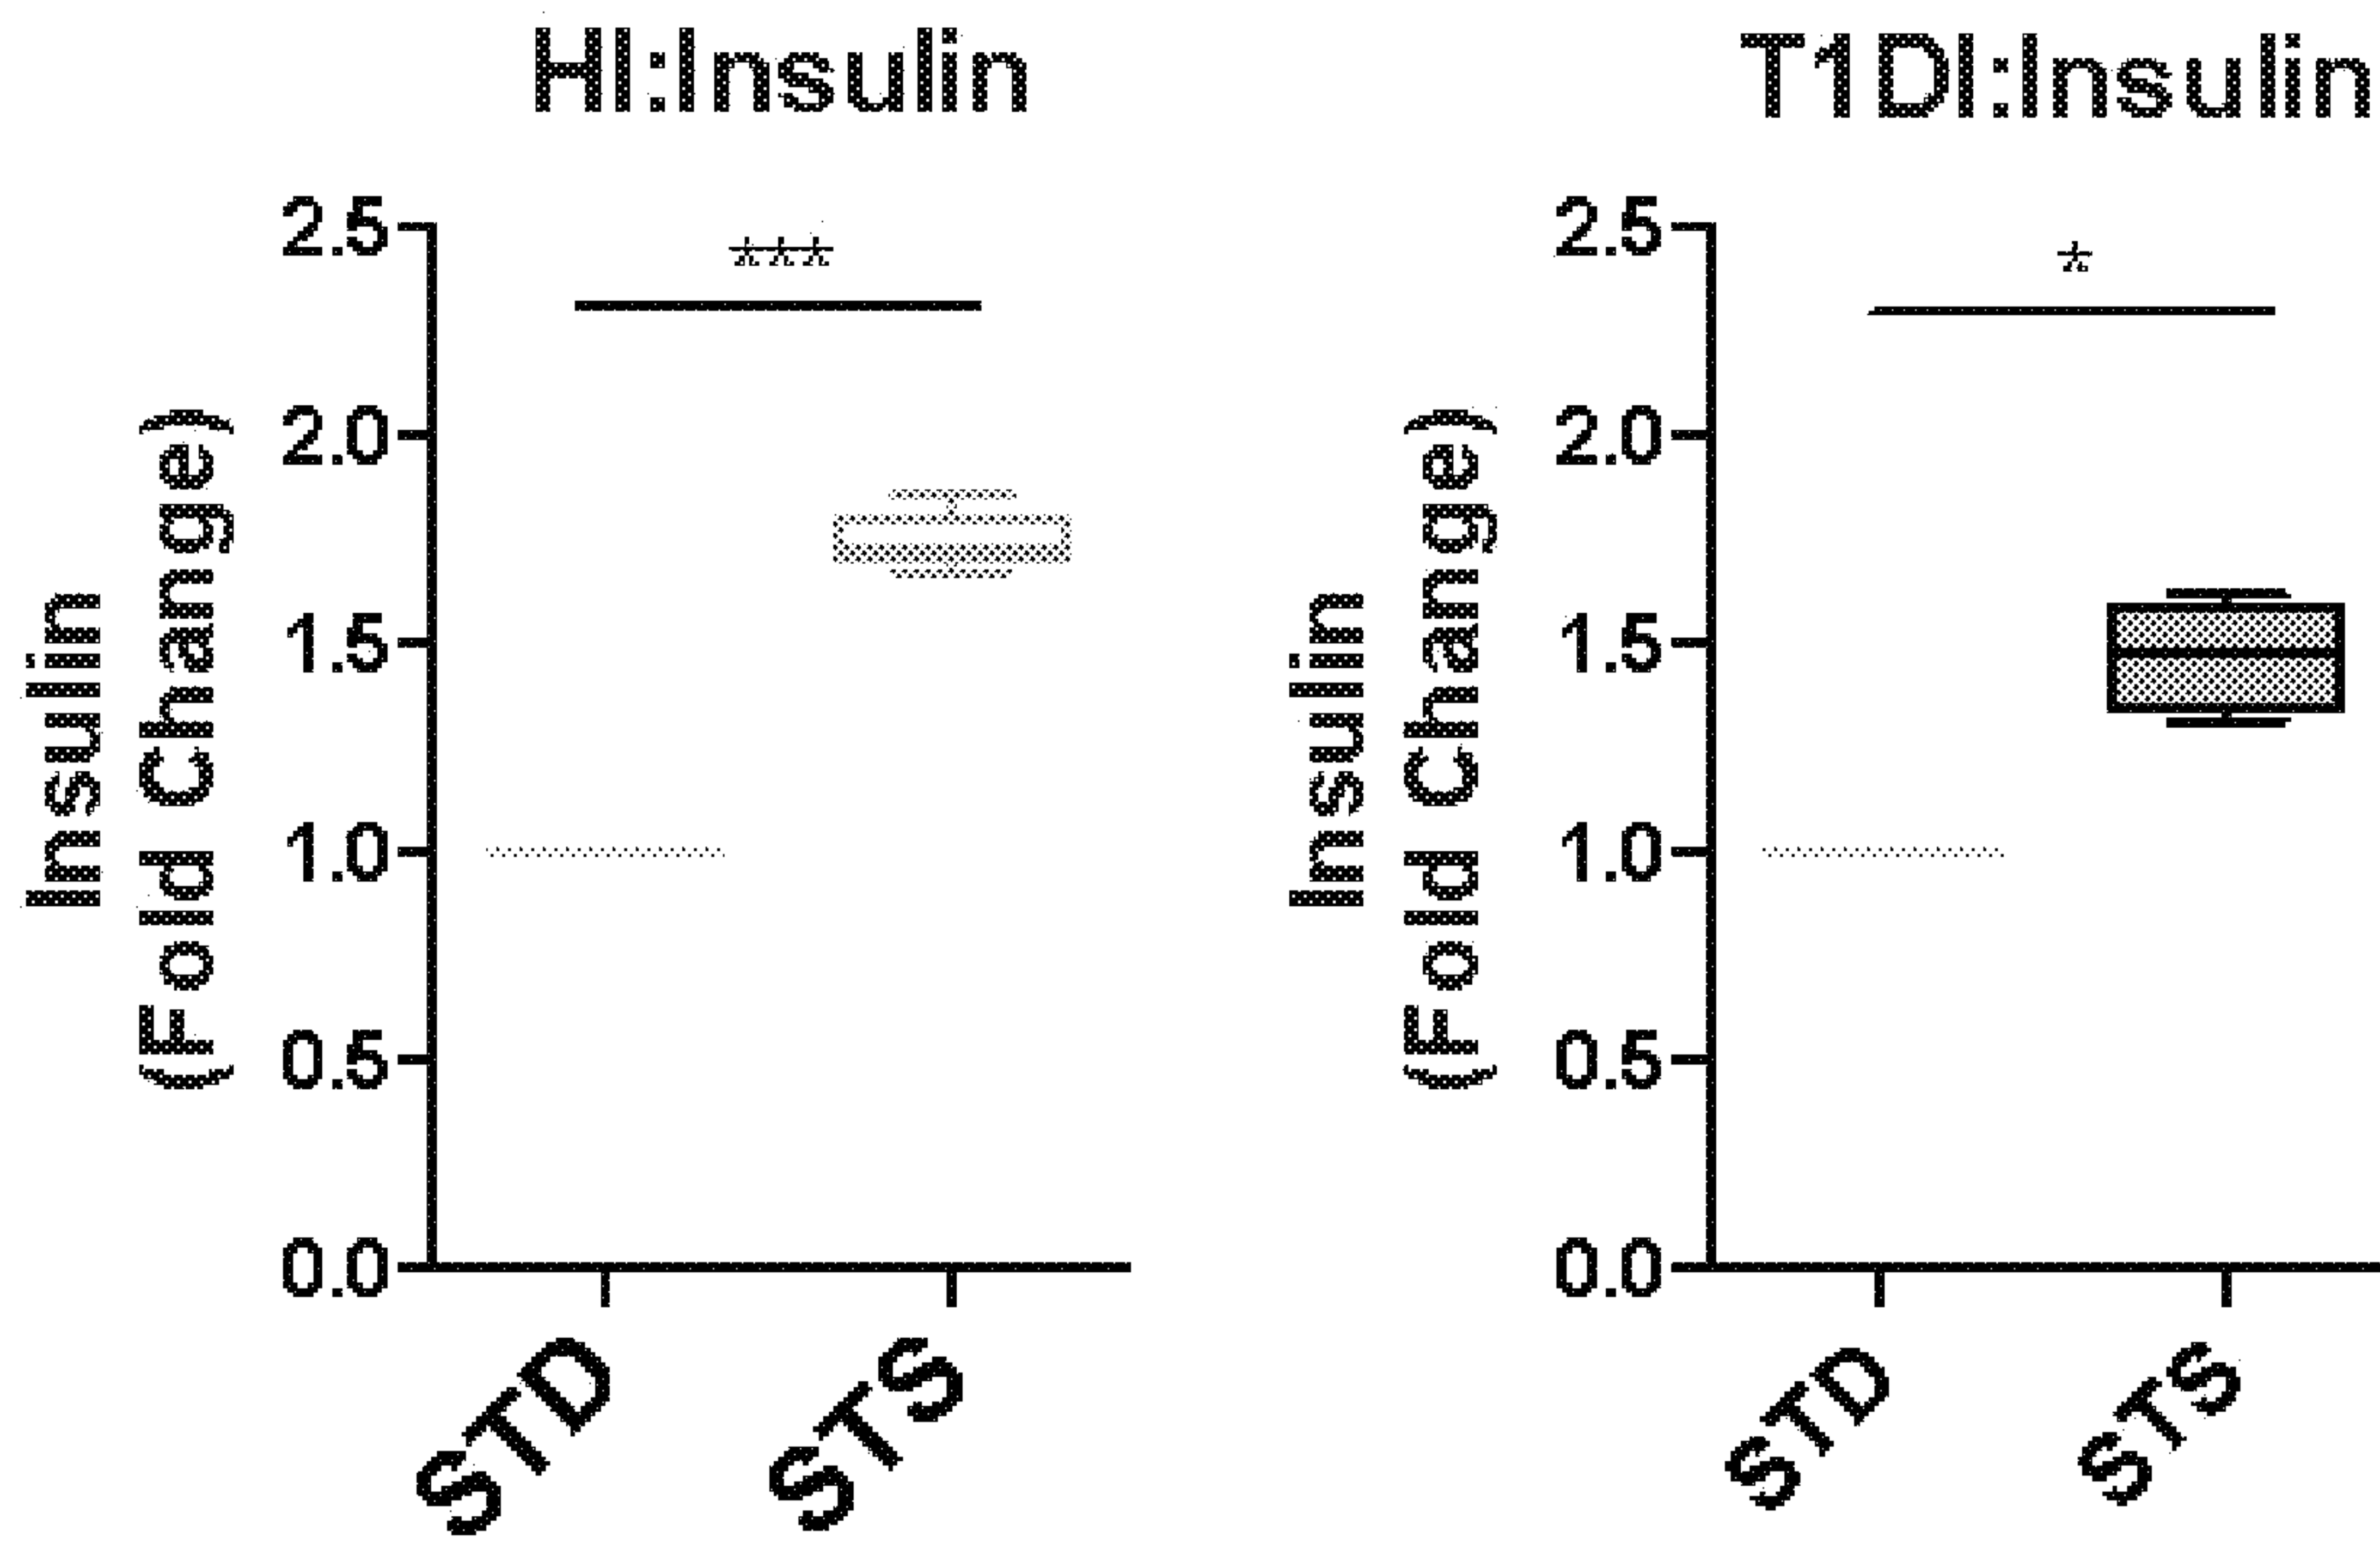 HI:Insulin
***
Insulin
(Fold Change)
2.5
2.0
1.5
1.0
0.5
0.0
STD
STS
T1DI:Insulin
*
Insulin
(Fold Change)
2.5
2.0
1.5
1.0
0.5
0.0
STD
STS